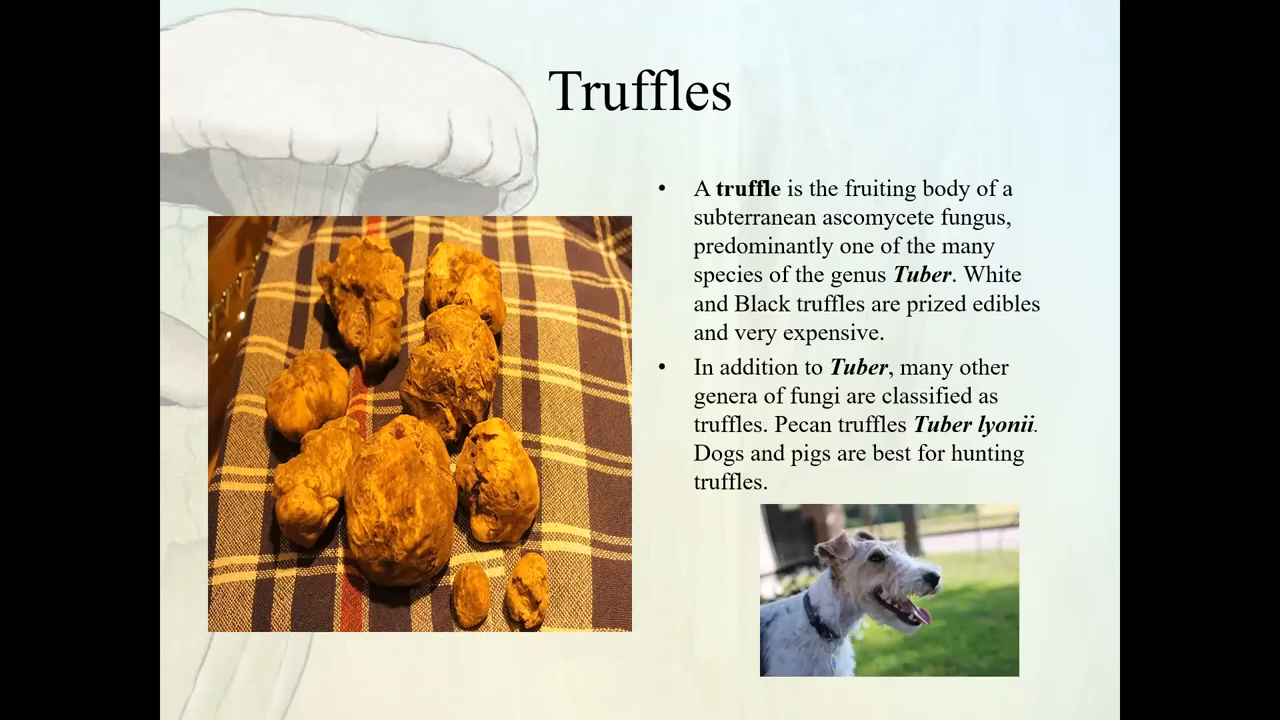 Truffles
• A truffle is the fruiting body of a
subterranean ascomycete fungus,
predominantly one of the many
species of the genus Tuber. White
and Black truffles are prized edibles
and very expensive.
• In addition to Tuber, many other
genera of fungi are classified as
truffles. Pecan truffles Tuber lyonii.
Dogs and pigs are best for hunting
truffles.